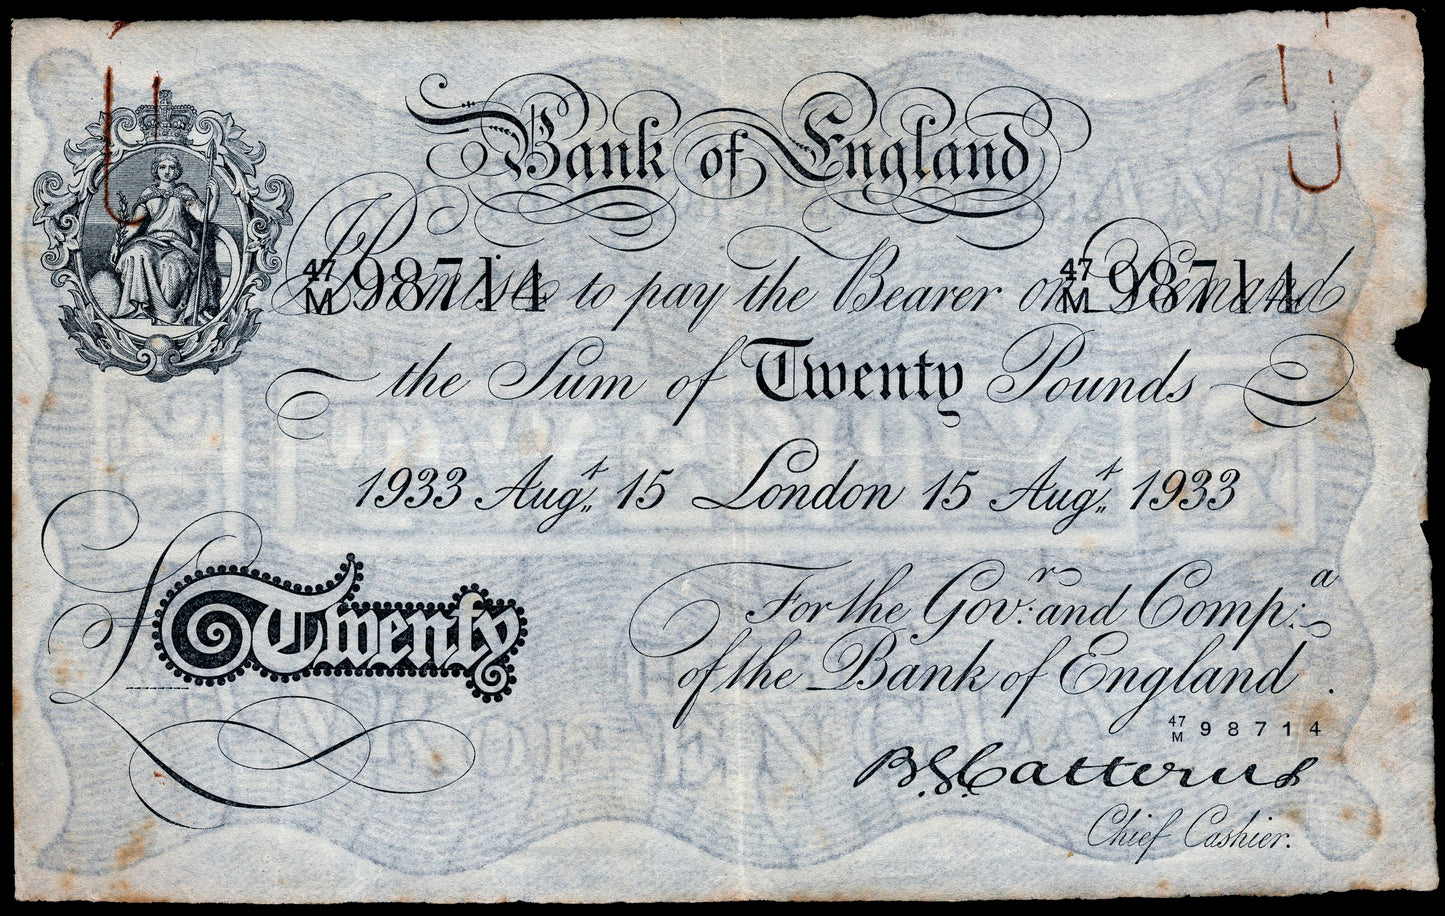 Bank of England
47/M 98714 47/M 98714
I Promise to pay the Bearer on Demand
the Sum of Twenty Pounds
1933 Augt 15 London 15 Augt 1933
For the Govr: and Compa:
£ Twenty
of the Bank of England.
47/M 98714
B.G. Catterns
Chief Cashier.